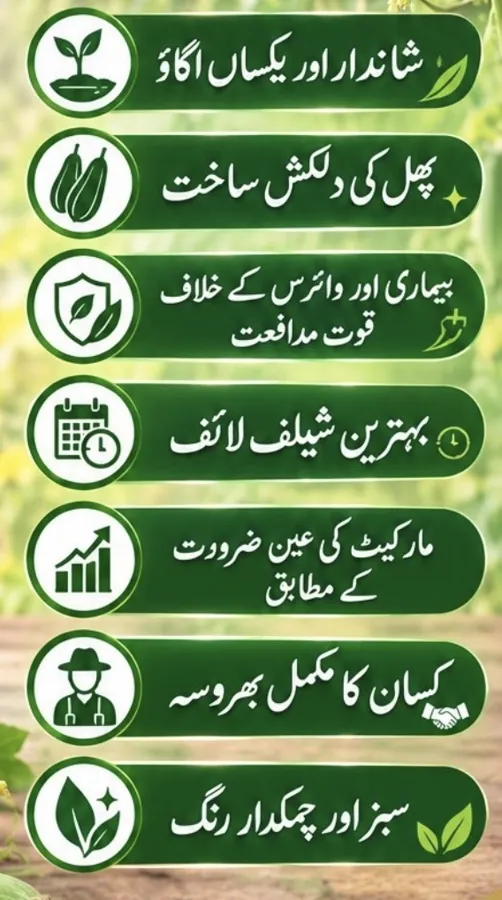 شاندار اور یکساں اگاؤ
پھل کی دلکش ساخت
بیماری اور وائرس کے خلاف
قوت مدافعت
بہترین شیلف لائف
مارکیٹ کی عین ضرورت
کے مطابق
کسان کا مکمل بھروسہ
سبز اور چمکدار رنگ